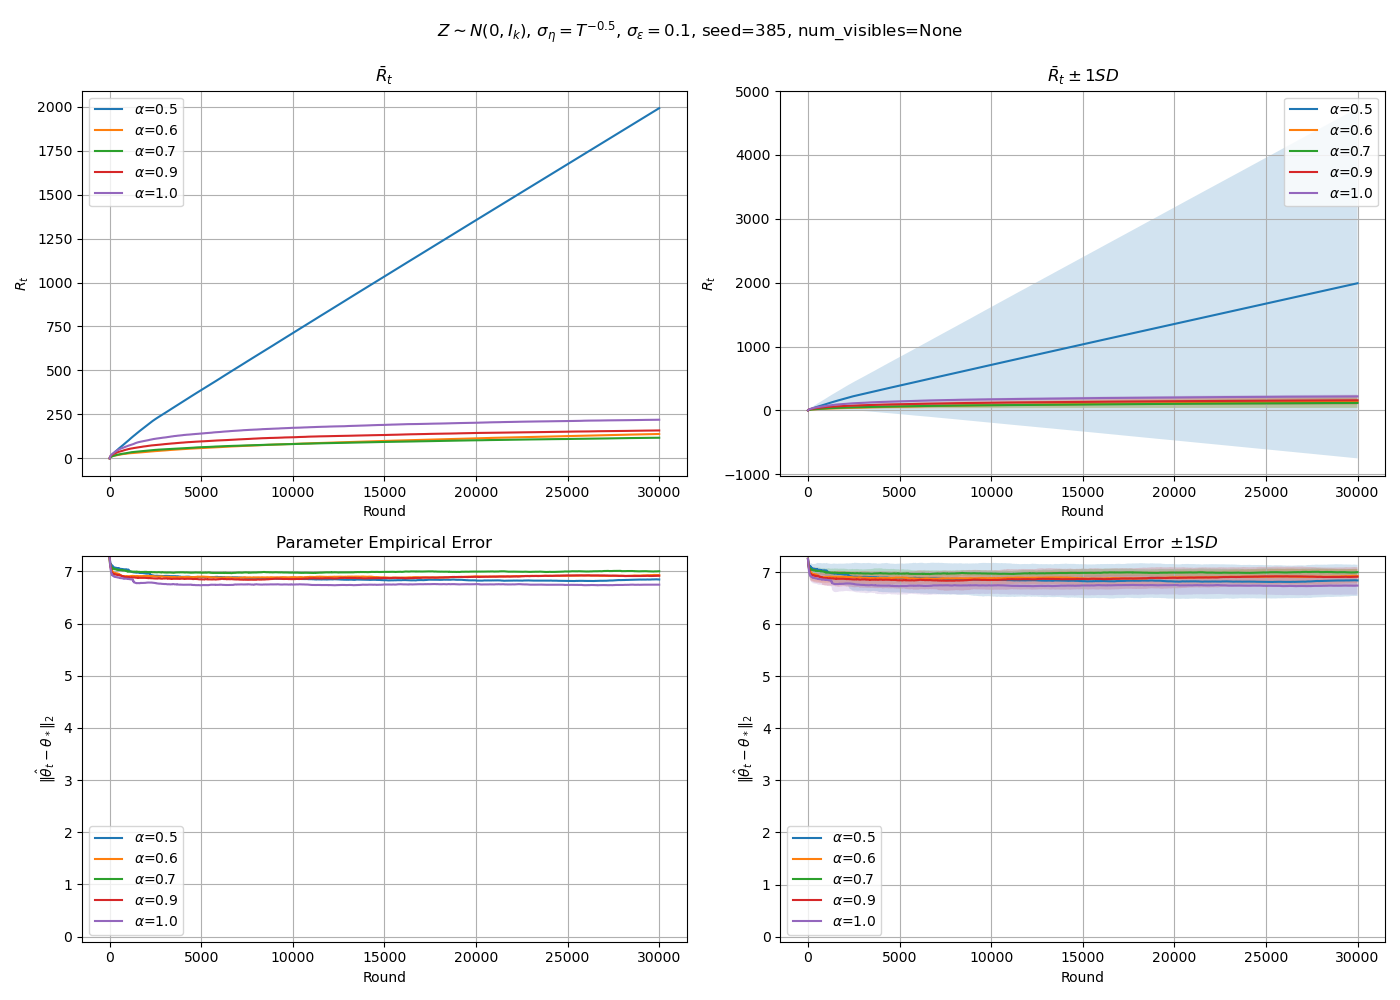 Z ~ N(0, I_k), σ_η = T^{-0.5}, σ_ε = 0.1, seed=385, num_visibles=None
R̄_t
R_t
2000
1750
1500
1250
1000
750
500
250
0
α=0.5
α=0.6
α=0.7
α=0.9
α=1.0
0 5000 10000 15000 20000 25000 30000
Round
R̄_t ± 1SD
R_t
5000
4000
3000
2000
1000
0
−1000
α=0.5
α=0.6
α=0.7
α=0.9
α=1.0
0 5000 10000 15000 20000 25000 30000
Round
Parameter Empirical Error
‖θ̂_t − θ_*‖_2
7
6
5
4
3
2
1
0
α=0.5
α=0.6
α=0.7
α=0.9
α=1.0
0 5000 10000 15000 20000 25000 30000
Round
Parameter Empirical Error ±1SD
‖θ̂_t − θ_*‖_2
7
6
5
4
3
2
1
0
α=0.5
α=0.6
α=0.7
α=0.9
α=1.0
0 5000 10000 15000 20000 25000 30000
Round